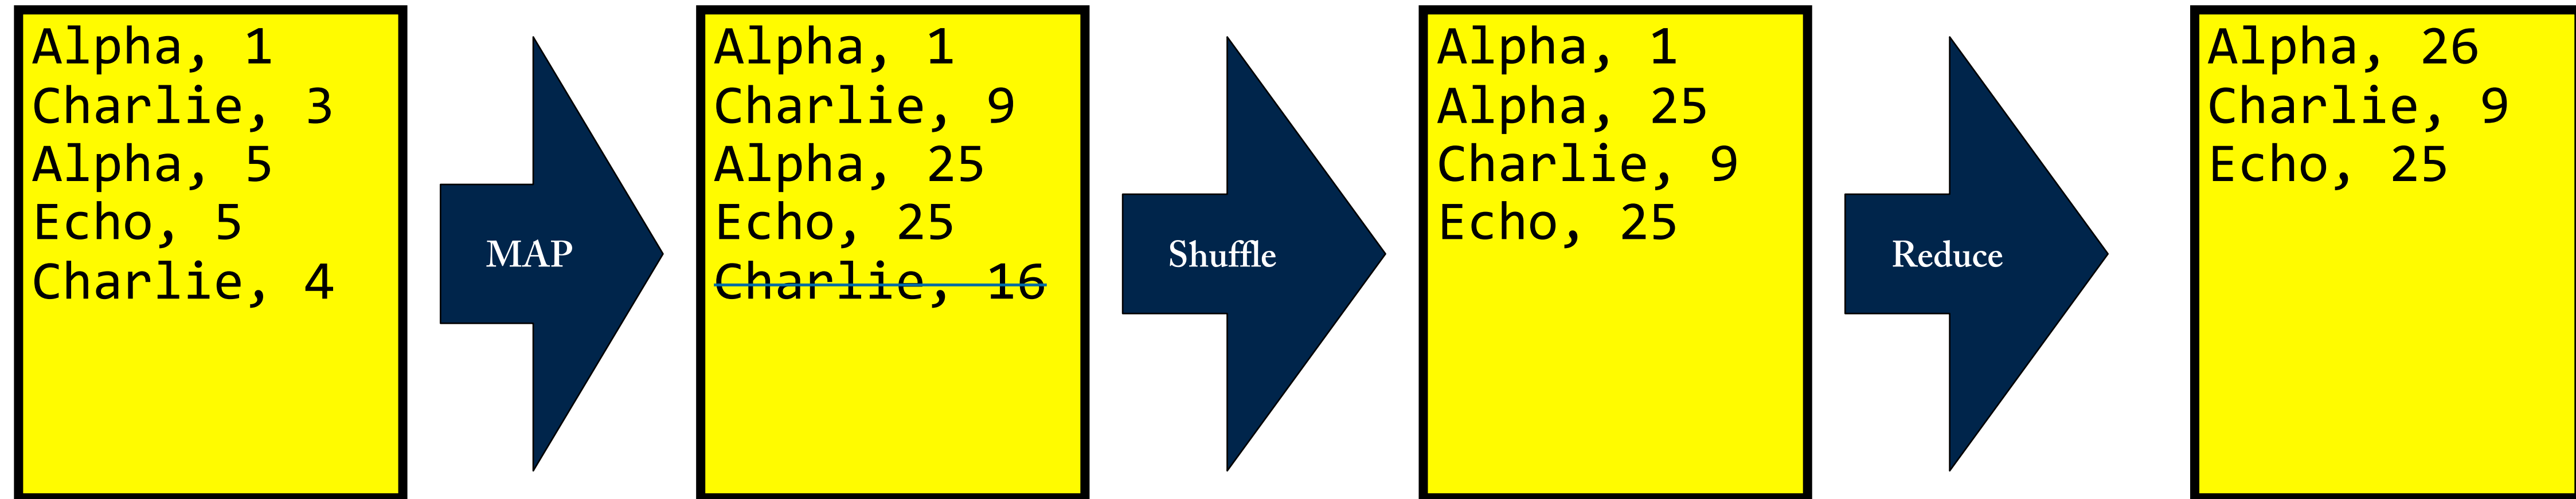 Alpha, 1
Charlie, 3
Alpha, 5
Echo, 5
Charlie, 4
MAP
Alpha, 1
Charlie, 9
Alpha, 25
Echo, 25
Charlie, 16
Shuffle
Alpha, 1
Alpha, 25
Charlie, 9
Echo, 25
Reduce
Alpha, 26
Charlie, 9
Echo, 25